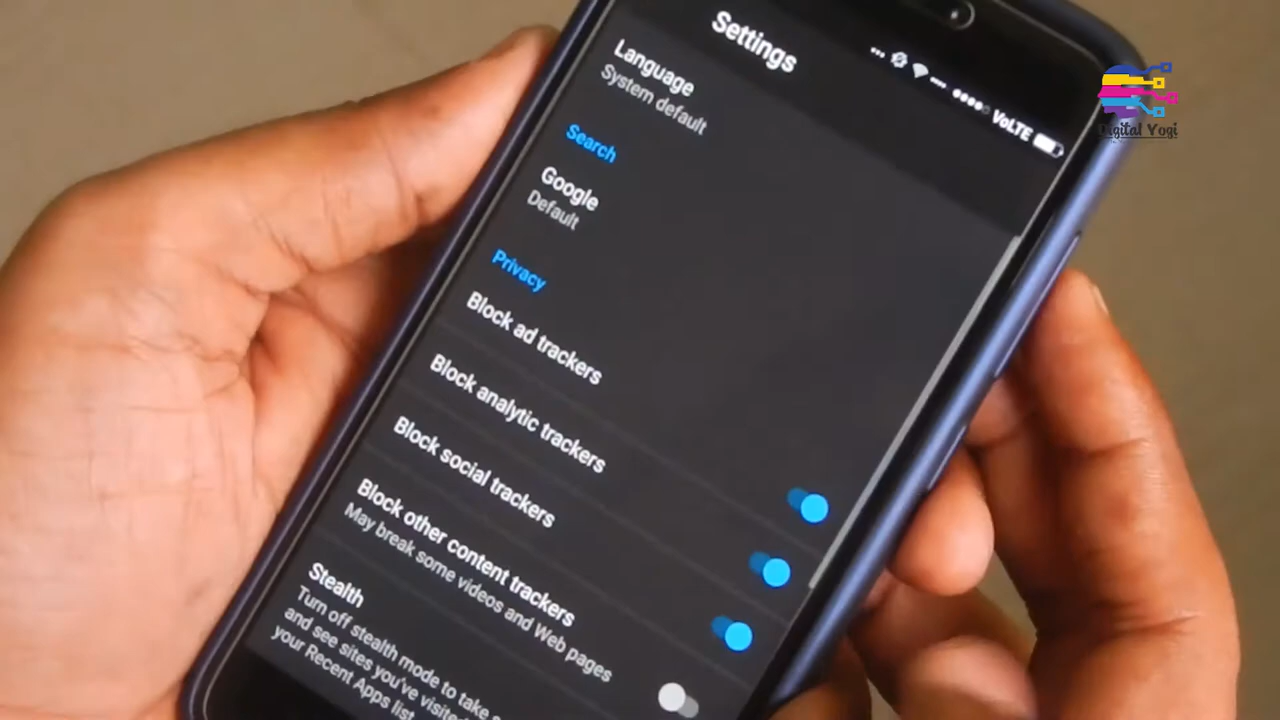 Settings
VoLTE
Digital Yogi
Language
System default
Search
Google
Default
Privacy
Block ad trackers
Block analytic trackers
Block social trackers
Block other content trackers
May break some videos and Web pages
Stealth
Turn off stealth mode to take
and see sites you've visited
your Recent Apps list.